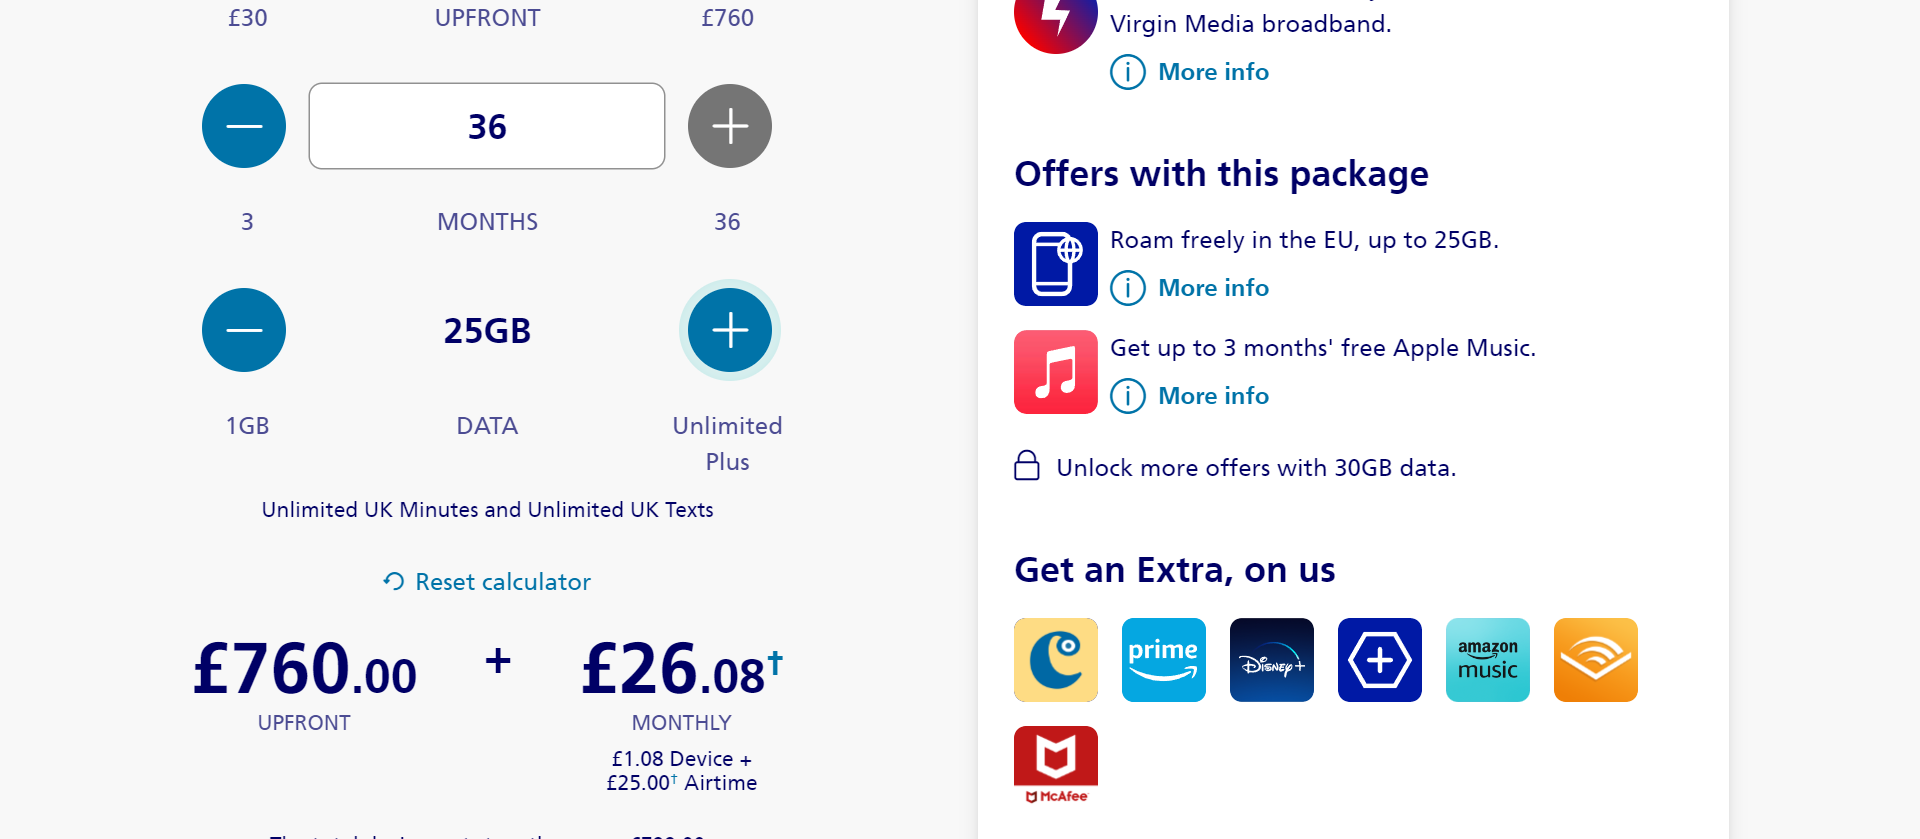 £30 UPFRONT £760
36
3 MONTHS 36
25GB
1GB DATA Unlimited
Plus
Unlimited UK Minutes and Unlimited UK Texts
Reset calculator
£760.00 + £26.08†
UPFRONT MONTHLY
£1.08 Device +
£25.00† Airtime
Virgin Media broadband.
More info
Offers with this package
Roam freely in the EU, up to 25GB.
More info
Get up to 3 months' free Apple Music.
More info
Unlock more offers with 30GB data.
Get an Extra, on us
prime
Disney+
amazon
music
McAfee